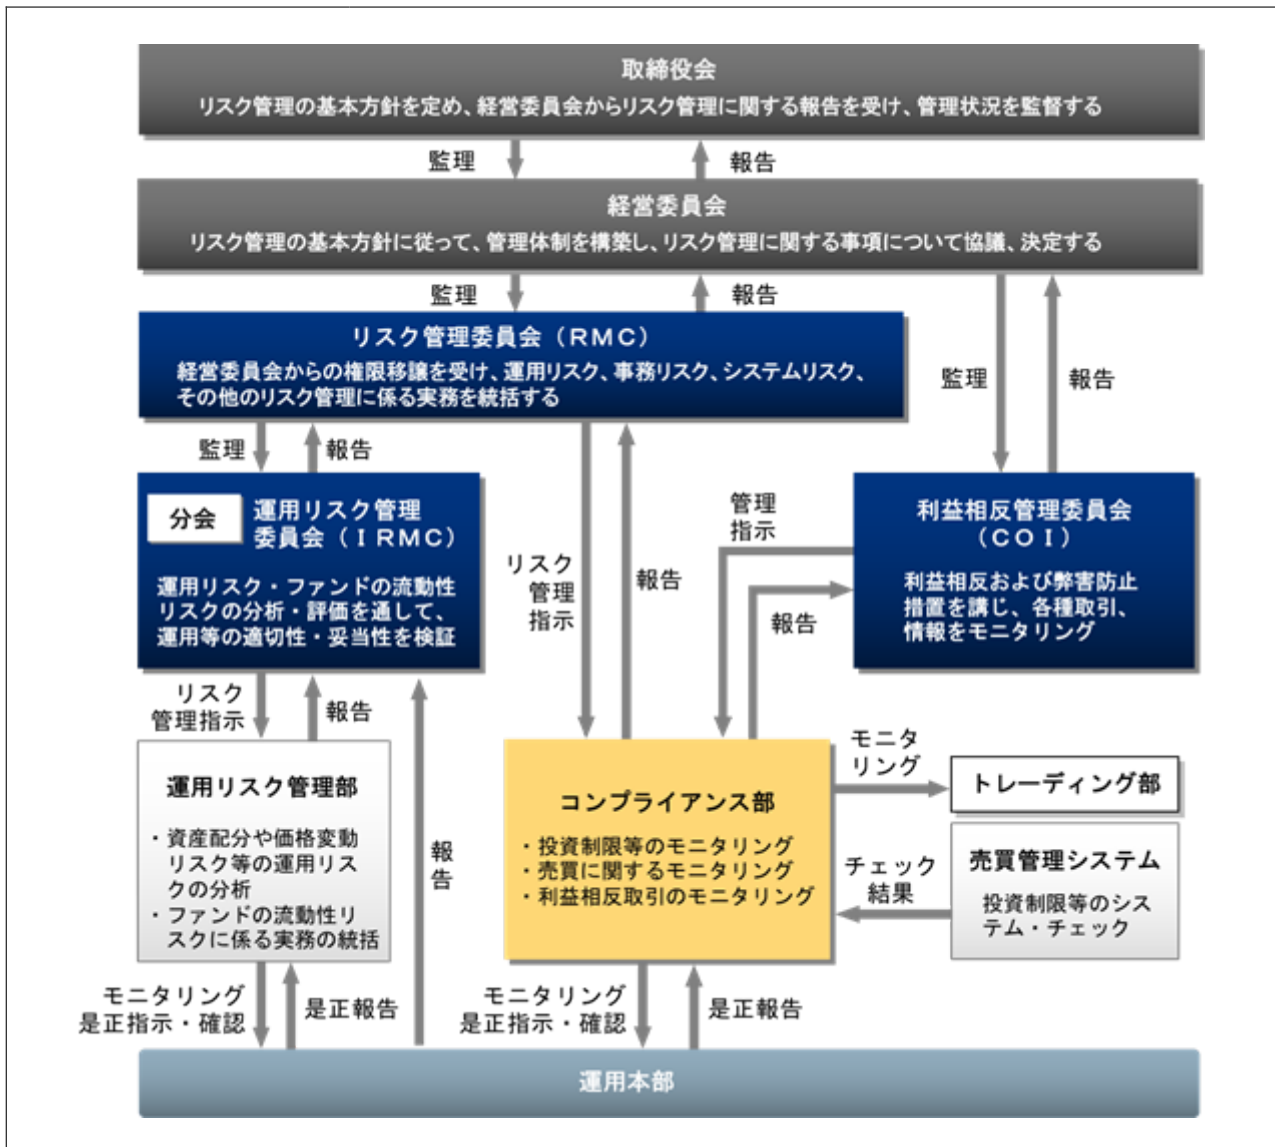 取締役会
リスク管理の基本方針を定め、経営委員会からリスク管理に関する報告を受け、管理状況を監督する
監理
報告
経営委員会
リスク管理の基本方針に従って、管理体制を構築し、リスク管理に関する事項について協議、決定する
監理
報告
リスク管理委員会（ＲＭＣ）
経営委員会からの権限移譲を受け、運用リスク、事務リスク、システムリスク、
その他のリスク管理に係る実務を統括する
監理
報告
監理
報告
分会
運用リスク管理
委員会（ＩＲＭＣ）
運用リスク・ファンドの流動性
リスクの分析・評価を通して、
運用等の適切性・妥当性を検証
リスク
管理
指示
報告
管理
指示
報告
利益相反管理委員会
（ＣＯＩ）
利益相反および弊害防止
措置を講じ、各種取引、
情報をモニタリング
リスク
管理指示
報告
運用リスク管理部
・資産配分や価格変動
リスク等の運用リス
クの分析
・ファンドの流動性リ
スクに係る実務の統括
報
告
コンプライアンス部
・投資制限等のモニタリング
・売買に関するモニタリング
・利益相反取引のモニタリング
モニタ
リング
トレーディング部
チェック
結果
売買管理システム
投資制限等のシス
テム・チェック
モニタリング
是正指示・確認
是正報告
モニタリング
是正指示・確認
是正報告
運用本部